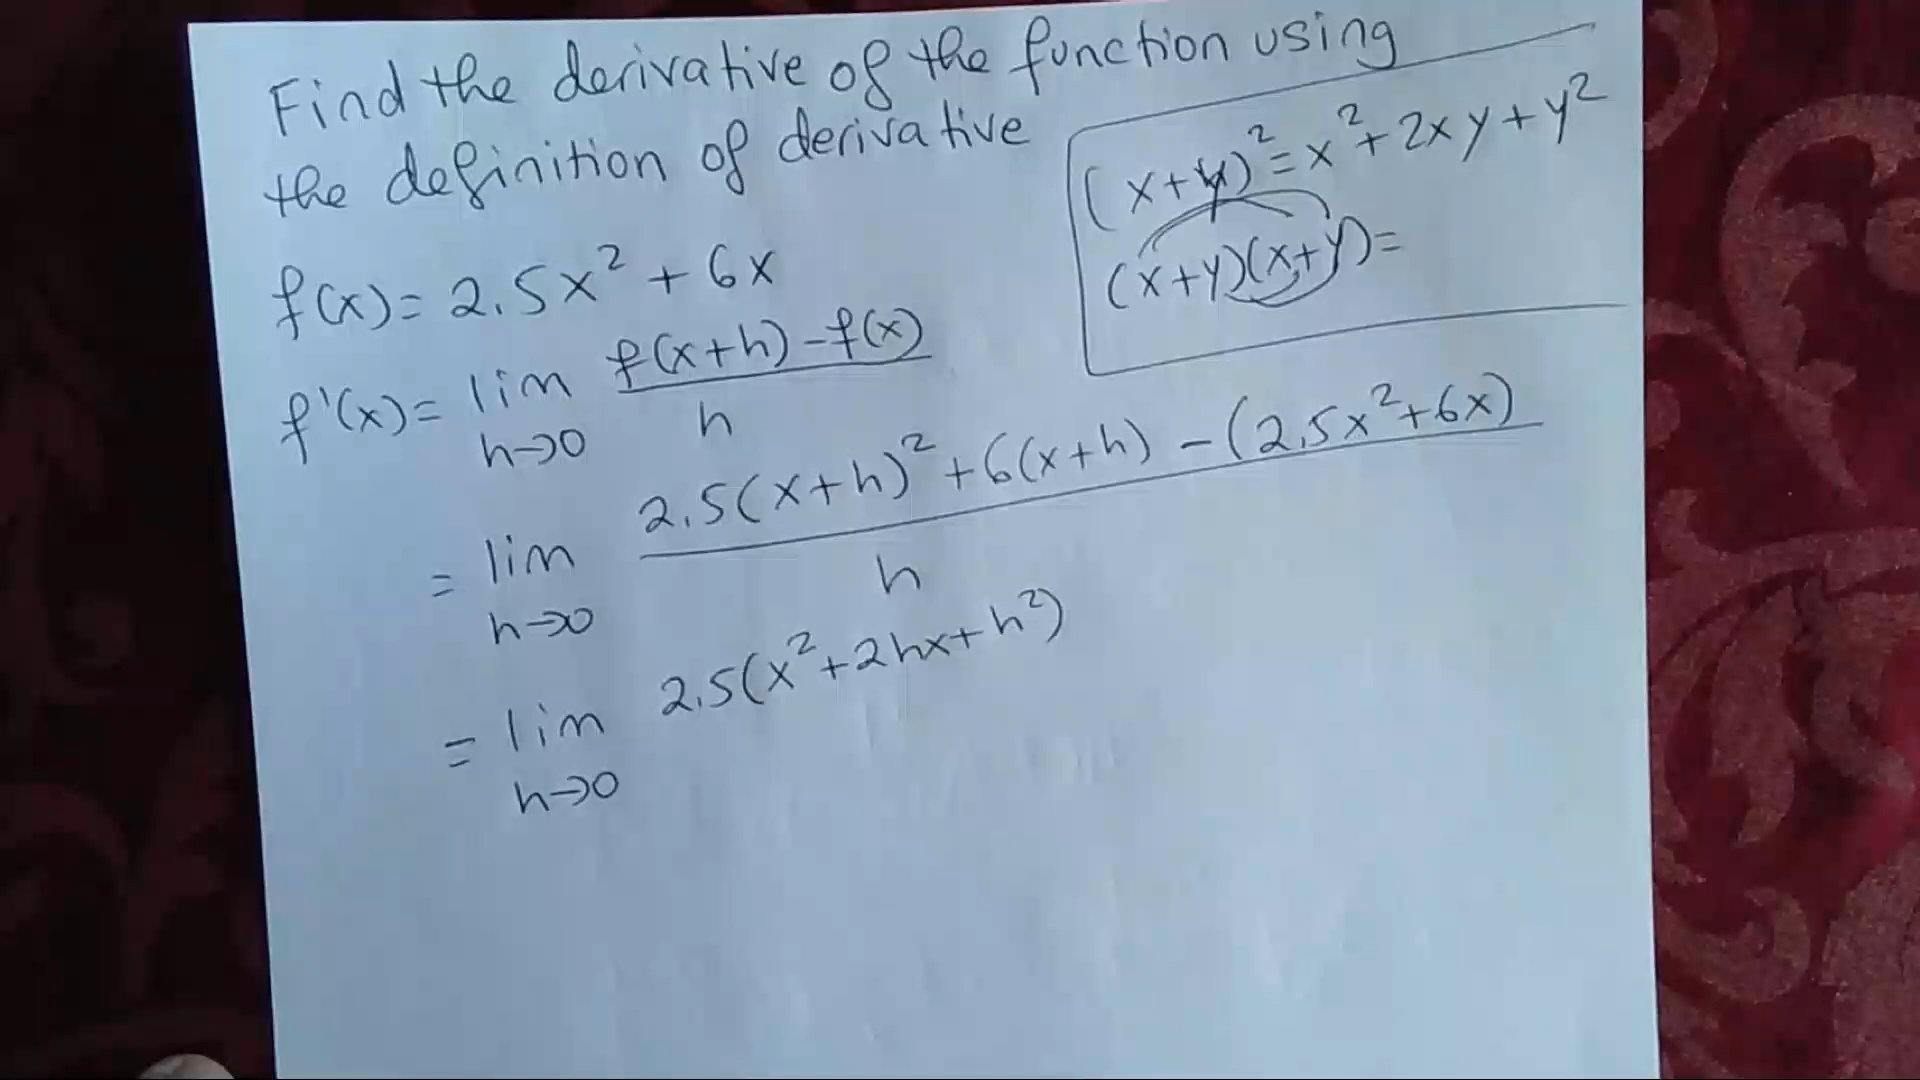 Find the derivative of the function using
the definition of derivative
(x+y)²=x²+2xy+y²
(x+y)(x+y)=
f(x)=2.5x²+6x
f'(x)= lim h→0 f(x+h)-f(x) / h
= lim h→0 2.5(x+h)²+6(x+h)-(2.5x²+6x) / h
= lim h→0 2.5(x²+2hx+h²)